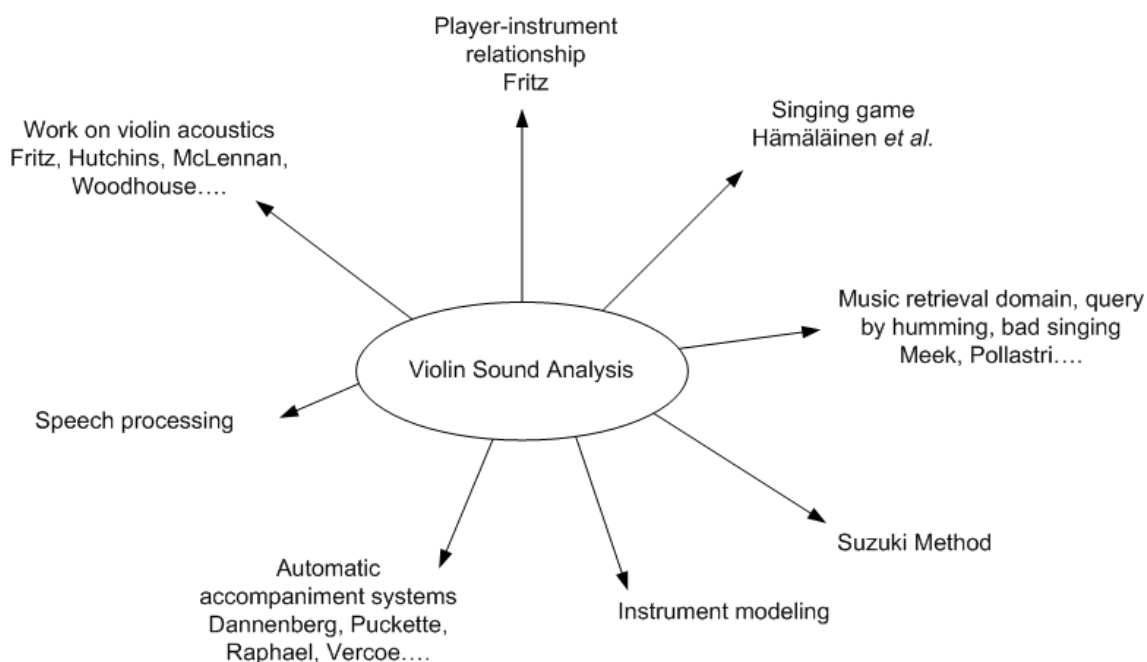 Player-instrument
relationship
Fritz
Singing game
Hämäläinen et al.
Work on violin acoustics
Fritz, Hutchins, McLennan,
Woodhouse….
Music retrieval domain, query
by humming, bad singing
Meek, Pollastri….
Violin Sound Analysis
Speech processing
Suzuki Method
Automatic
accompaniment systems
Dannenberg, Puckette,
Raphael, Vercoe….
Instrument modeling